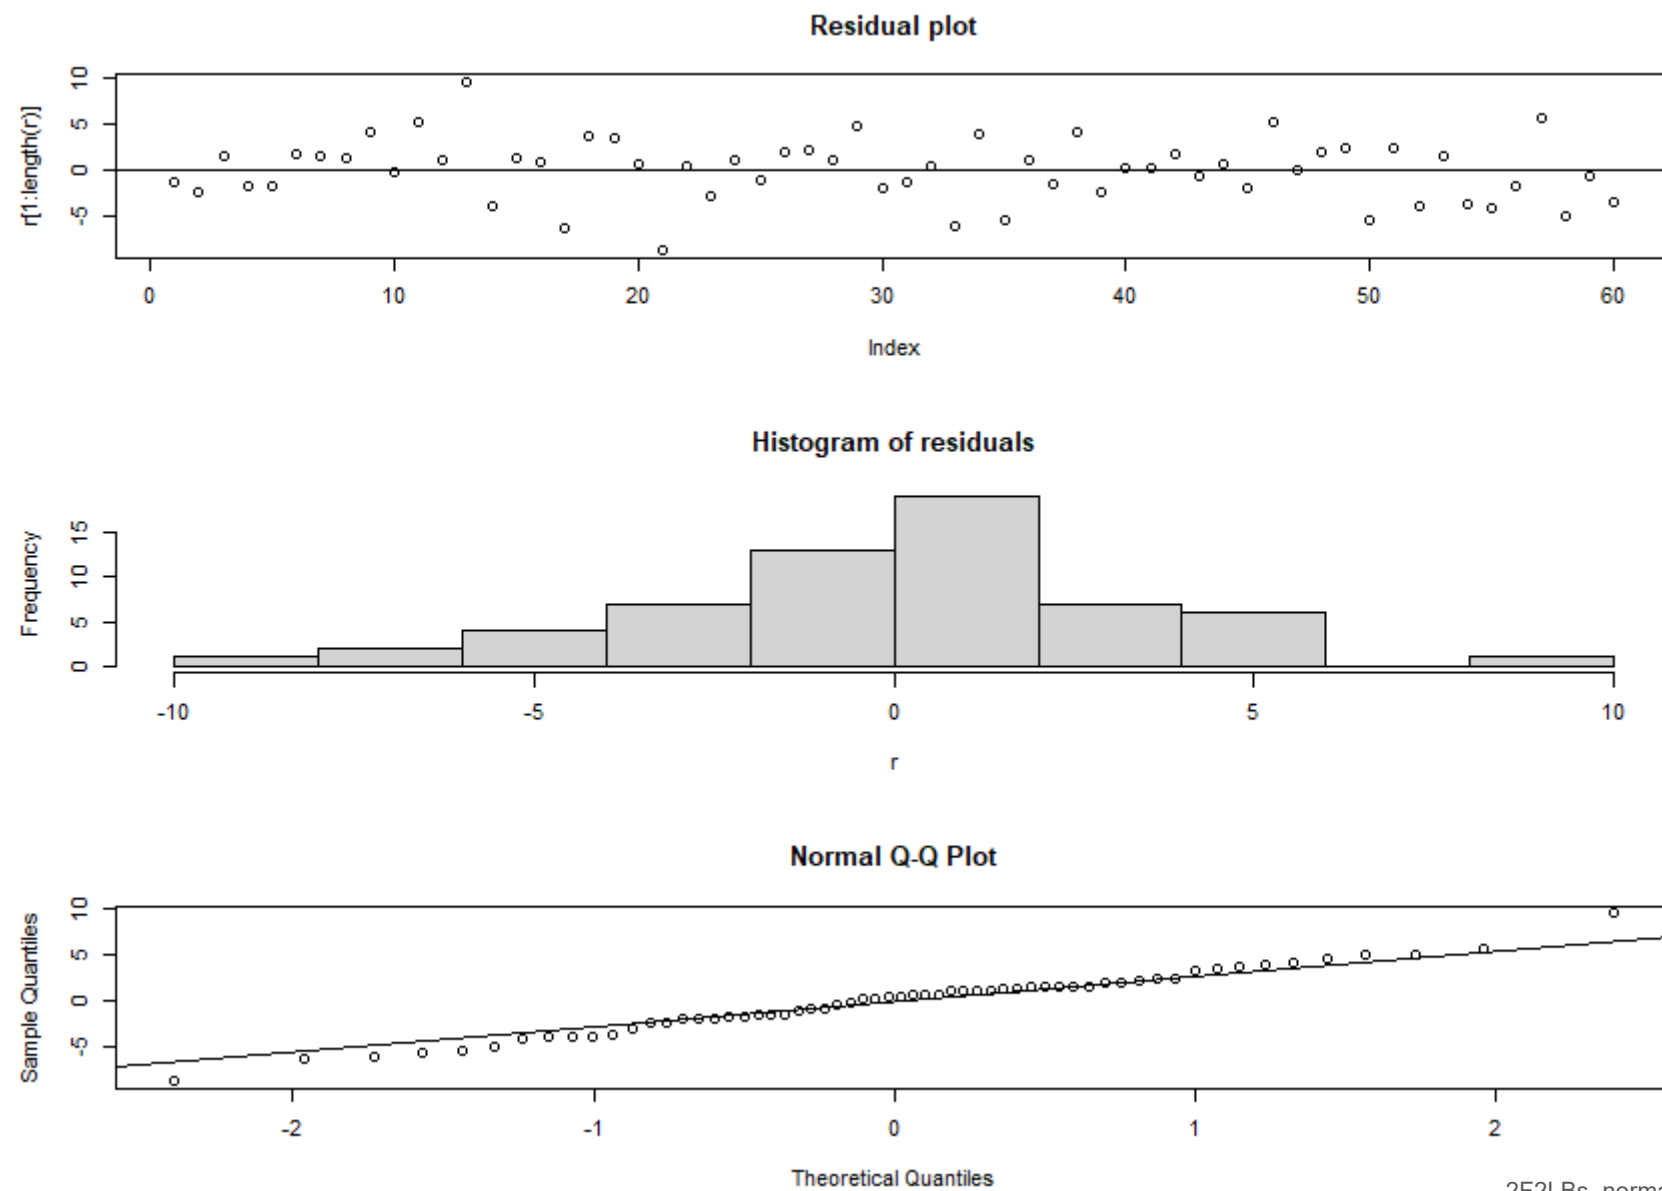 Residual plot
r[1:length(r)]
10
5
0
-5
0 10 20 30 40 50 60
Index
Histogram of residuals
Frequency
15
10
5
0
-10 -5 0 5 10
r
Normal Q-Q Plot
Sample Quantiles
10
5
0
-5
-2 -1 0 1 2
Theoretical Quantiles